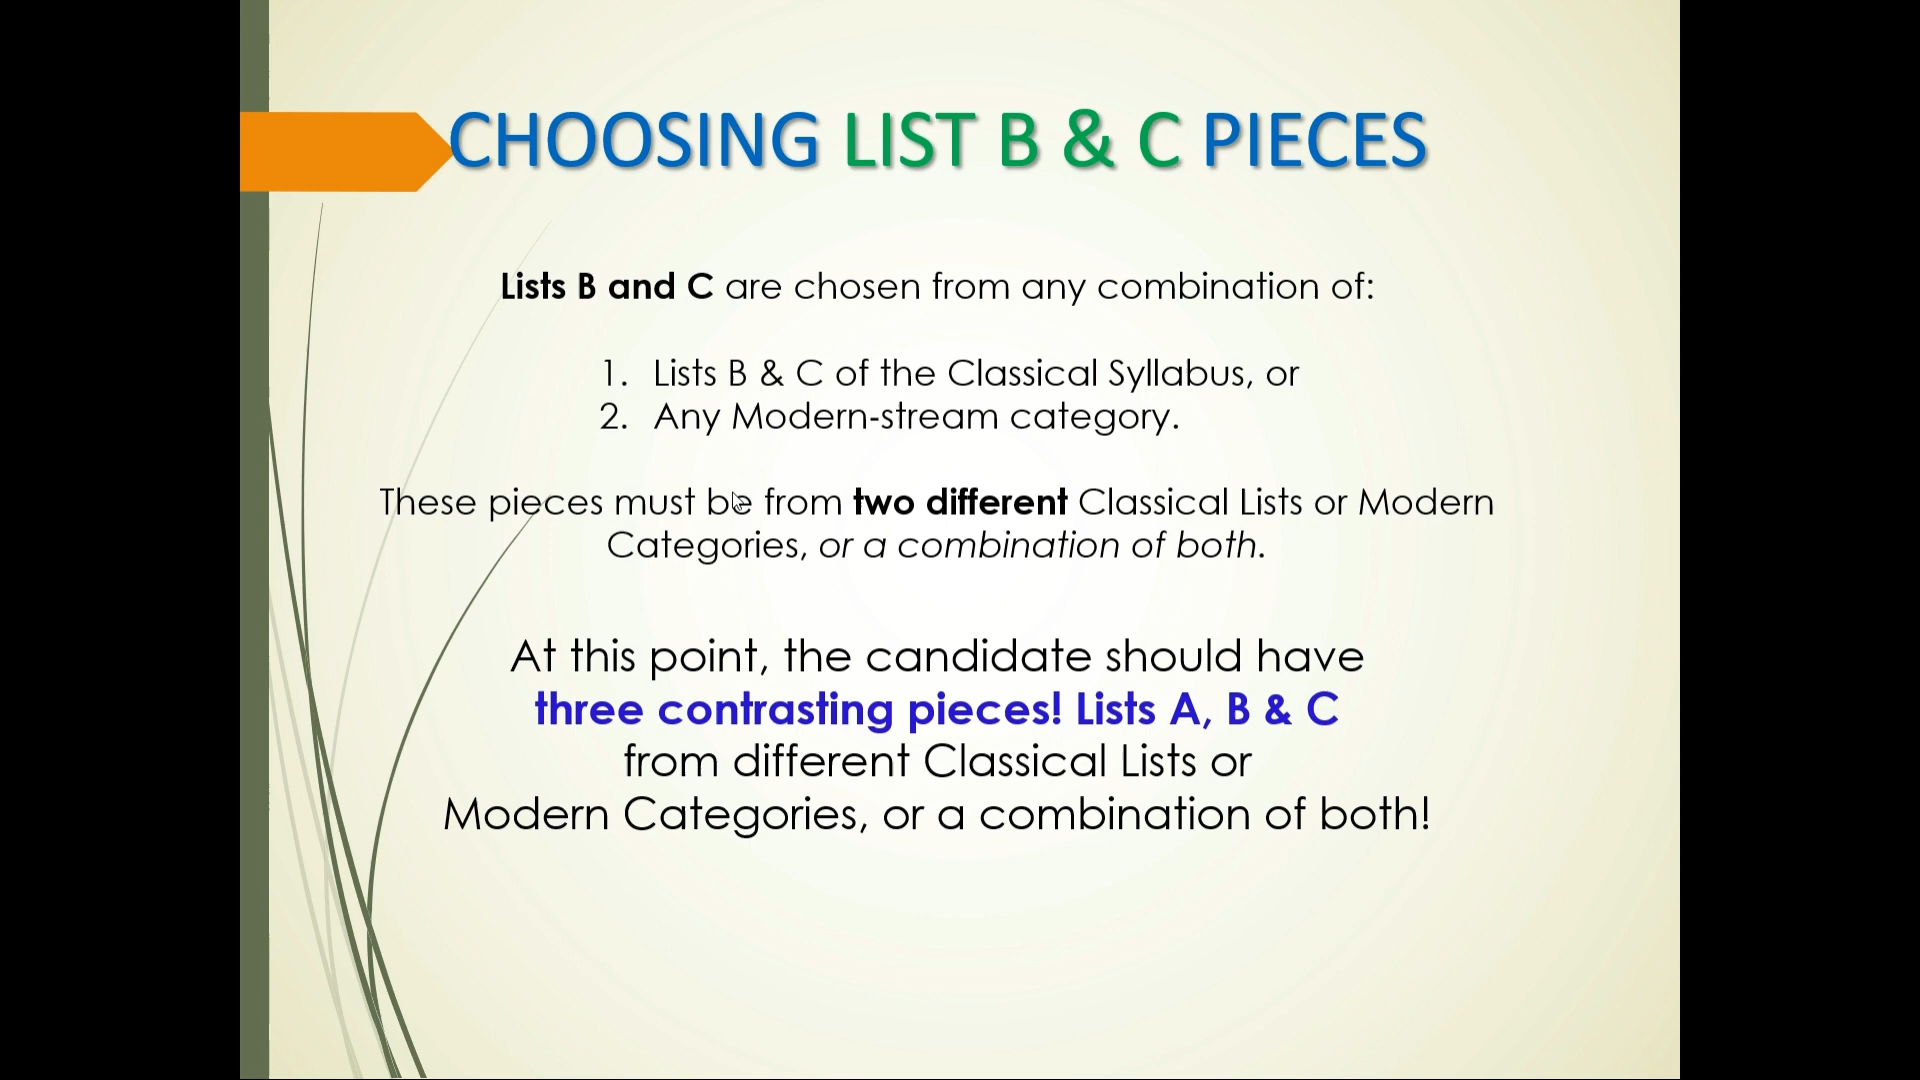 CHOOSING LIST B & C PIECES
Lists B and C are chosen from any combination of:
1. Lists B & C of the Classical Syllabus, or
2. Any Modern-stream category.
These pieces must be from two different Classical Lists or Modern
Categories, or a combination of both.
At this point, the candidate should have
three contrasting pieces! Lists A, B & C
from different Classical Lists or
Modern Categories, or a combination of both!